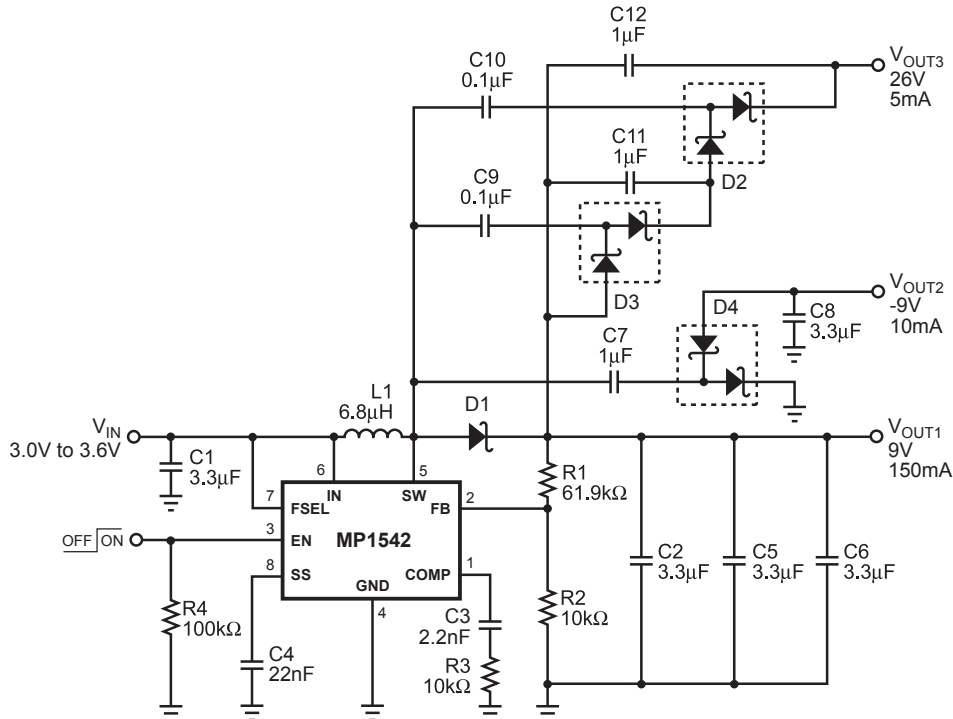 C12
1μF
VOUT3
26V
5mA
C10
0.1μF
C11
1μF
D2
C9
0.1μF
D3
D4
VOUT2
-9V
10mA
C8
3.3μF
C7
1μF
L1
6.8μH
D1
VIN
3.0V to 3.6V
C1
3.3μF
VOUT1
9V
150mA
6
5
IN
SW
7
FSEL
FB
2
R1
61.9kΩ
OFF ON
3
EN
MP1542
8
SS
COMP
1
GND
4
R4
100kΩ
C4
22nF
C3
2.2nF
R3
10kΩ
R2
10kΩ
C2
3.3μF
C5
3.3μF
C6
3.3μF